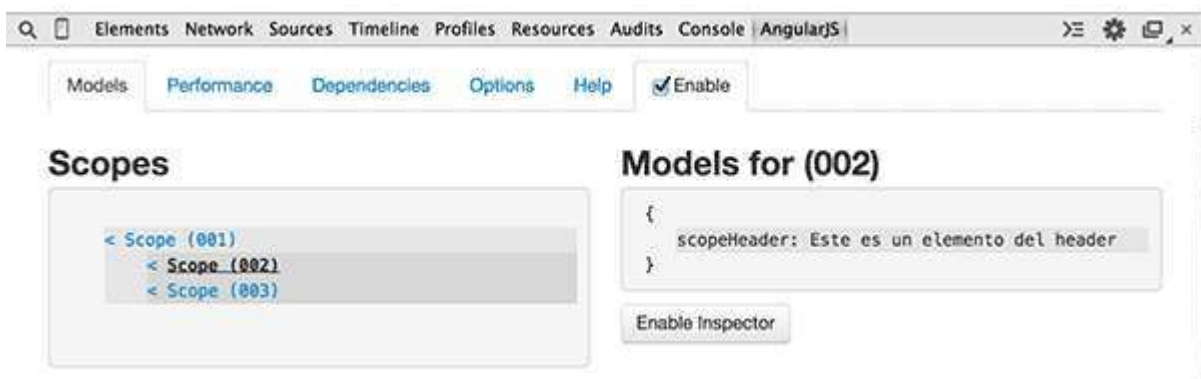 Elements Network Sources Timeline Profiles Resources Audits Console AngularJS
Models Performance Dependencies Options Help Enable
Scopes
< Scope (001)
< Scope (002)
< Scope (003)
Models for (002)
{
scopeHeader: Este es un elemento del header
}
Enable Inspector